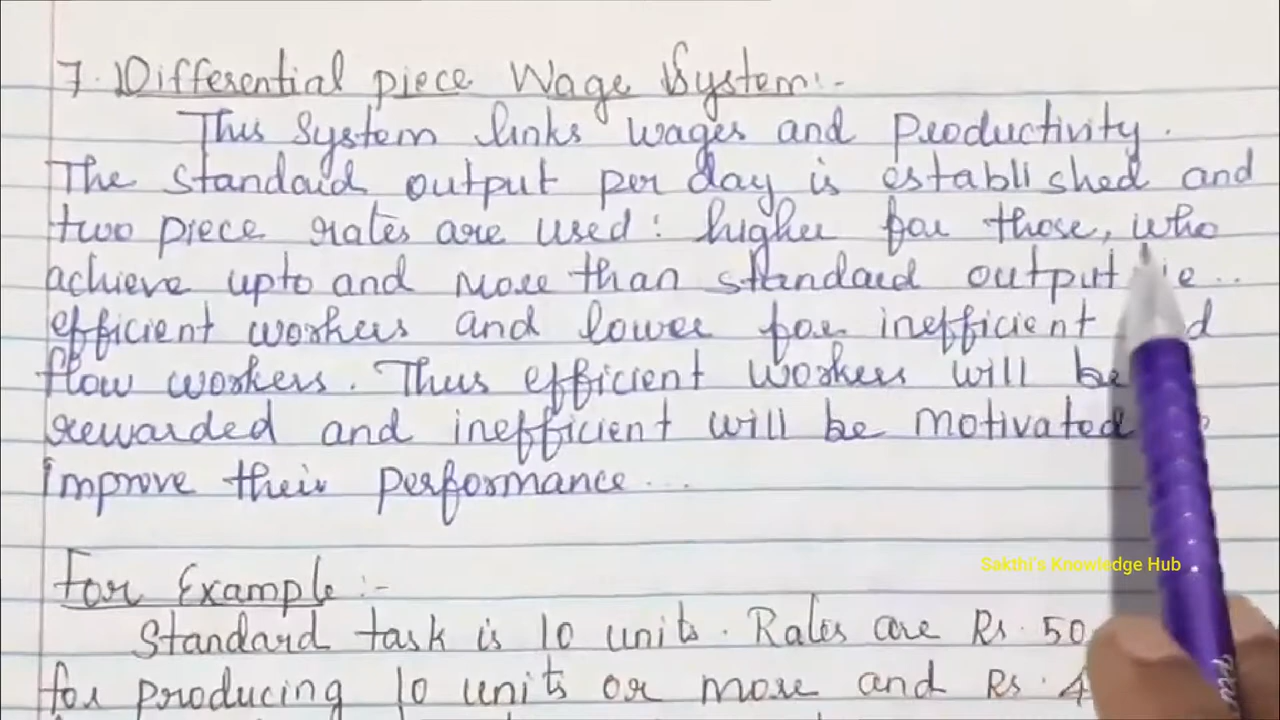 7. Differential piece Wage System:-
This System links wages and Productivity.
The standard output per day is established and
two piece rates are used: higher for those, who
achieve upto and more than standard output ie..
efficient workers and lower for inefficient
flow workers. Thus efficient workers will be
rewarded and inefficient will be motivated
improve their performance...
Sakthi's Knowledge Hub
For Example:-
Standard task is 10 units. Rates are Rs. 50
for producing 10 units or more and Rs. 4